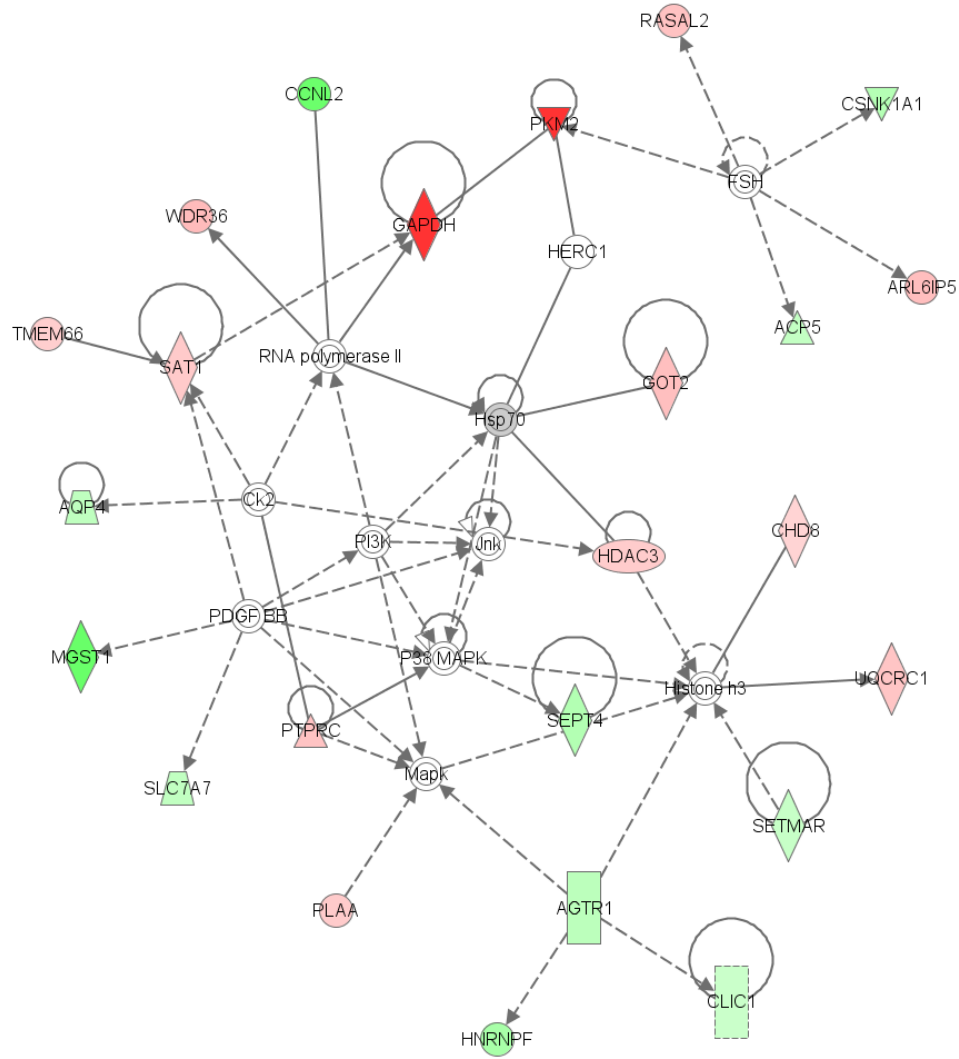 RASAL2
CCNL2
CSNK1A1
PKM2
FSH
WDR36
GAPDH
HERC1
ARL6IP5
TMEM66
ACP5
SAT1
RNA polymerase II
GOT2
Hsp70
AQP4
Ck2
CHD8
PI3K
Jnk
HDAC3
PDGF BB
MGST1
P38 MAPK
Histone h3
UQCRC1
SEPT4
PTPRC
Mapk
SLC7A7
SETMAR
PLAA
AGTR1
CLIC1
HNRNPF